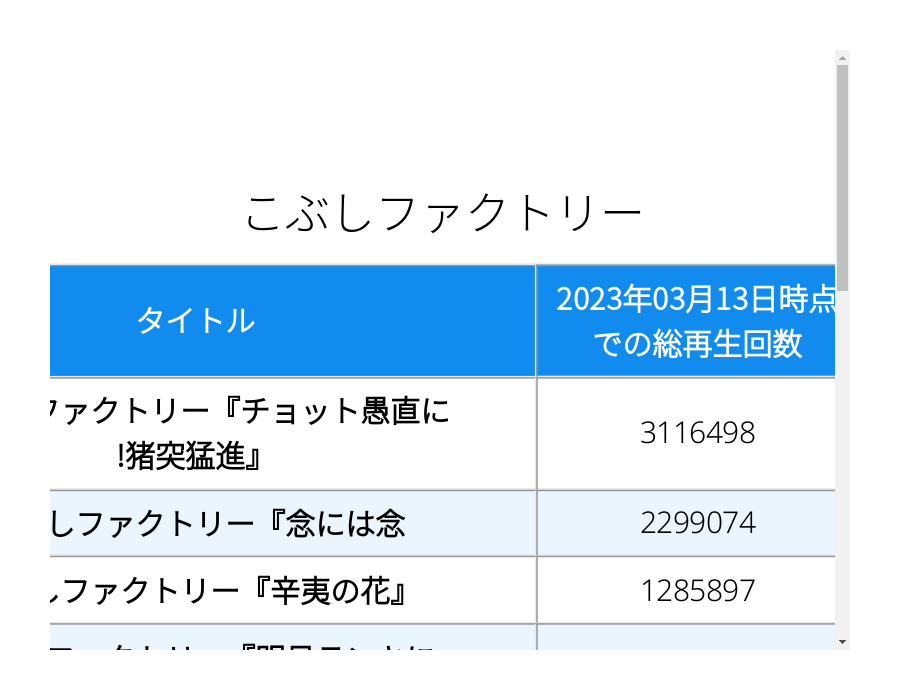 こぶしファクトリー
タイトル
2023年03月13日時点
での総再生回数
ファクトリー『チョット愚直に
!猪突猛進』
3116498
しファクトリー『念には念
2299074
しファクトリー『辛夷の花』
1285897